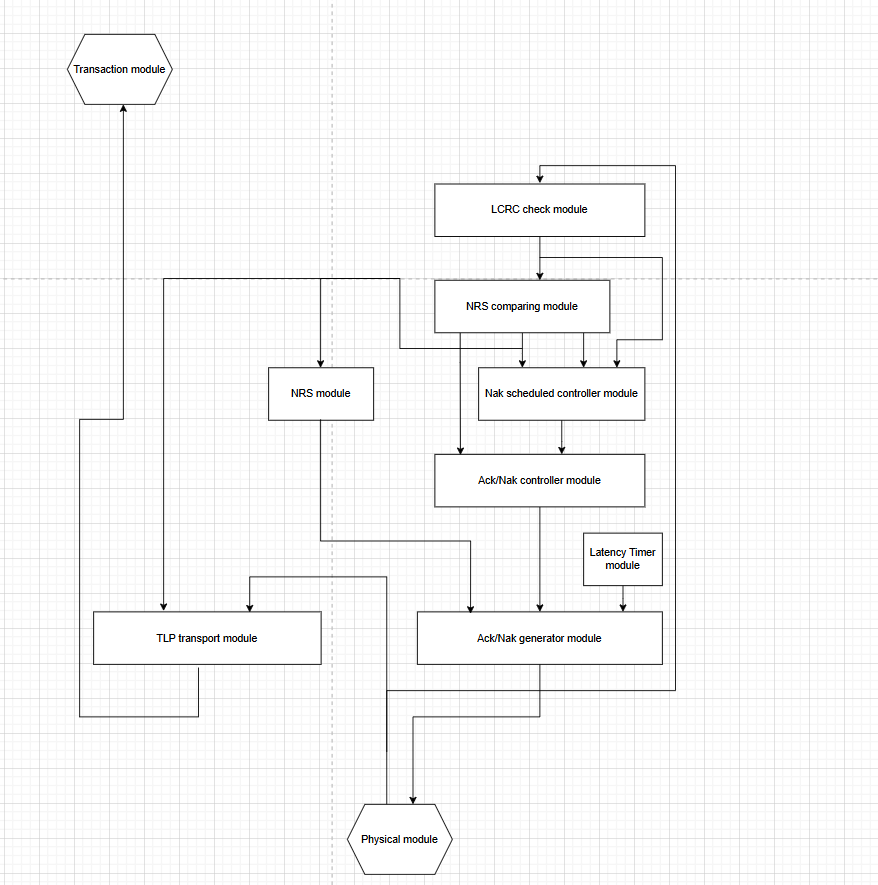 Transaction module
LCRC check module
NRS comparing module
NRS module
Nak scheduled controller module
Ack/Nak controller module
Latency Timer
module
TLP transport module
Ack/Nak generator module
Physical module